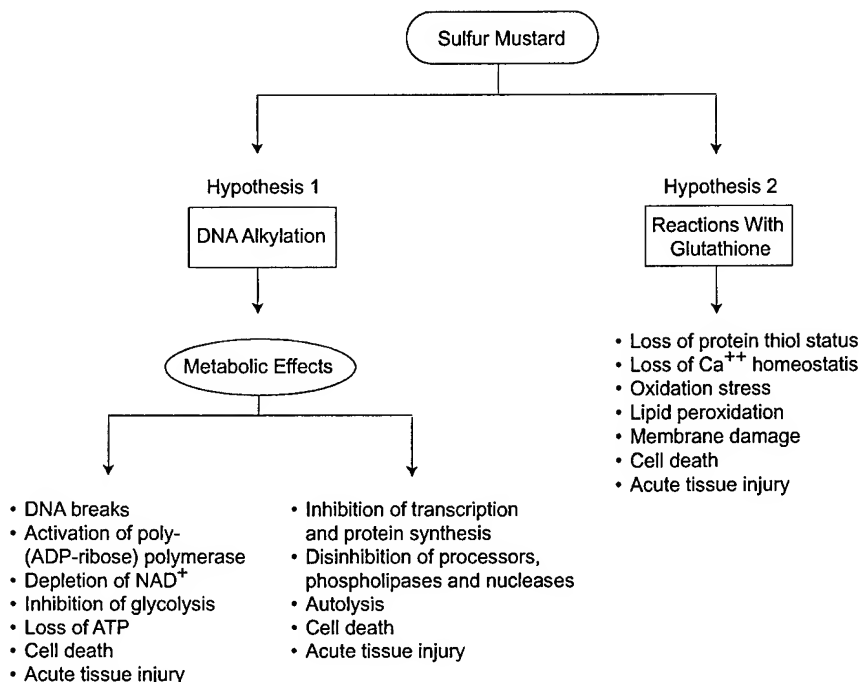 Sulfur Mustard
Hypothesis 1
DNA Alkylation
Metabolic Effects
• DNA breaks
• Activation of poly-
(ADP-ribose) polymerase
• Depletion of NAD+
• Inhibition of glycolysis
• Loss of ATP
• Cell death
• Acute tissue injury
• Inhibition of transcription
and protein synthesis
• Disinhibition of processors,
phospholipases and nucleases
• Autolysis
• Cell death
• Acute tissue injury
Hypothesis 2
Reactions With
Glutathione
• Loss of protein thiol status
• Loss of Ca++ homeostatis
• Oxidation stress
• Lipid peroxidation
• Membrane damage
• Cell death
• Acute tissue injury